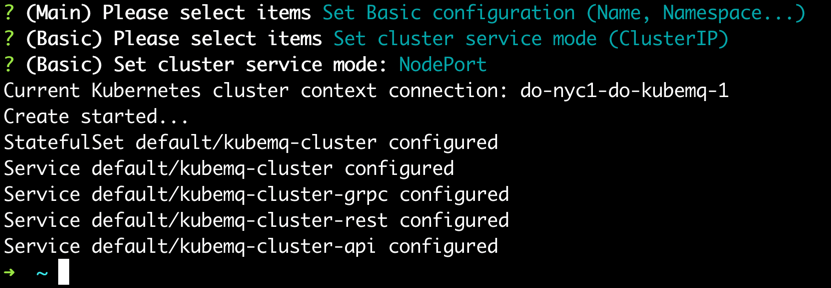 ? (Main) Please select items Set Basic configuration (Name, Namespace...)
? (Basic) Please select items Set cluster service mode (ClusterIP)
? (Basic) Set cluster service mode: NodePort
Current Kubernetes cluster context connection: do-nyc1-do-kubemq-1
Create started...
StatefulSet default/kubemq-cluster configured
Service default/kubemq-cluster configured
Service default/kubemq-cluster-grpc configured
Service default/kubemq-cluster-rest configured
Service default/kubemq-cluster-api configured
➜ ~